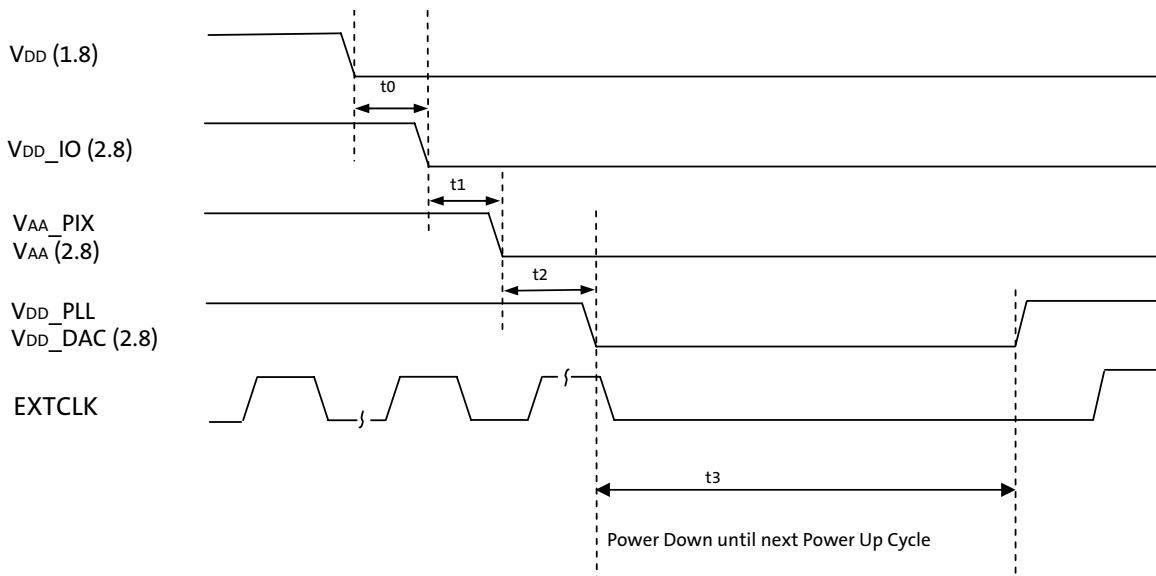 VDD (1.8)
t0
VDD_IO (2.8)
t1
VAA_PIX
VAA (2.8)
t2
VDD_PLL
VDD_DAC (2.8)
EXTCLK
t3
Power Down until next Power Up Cycle